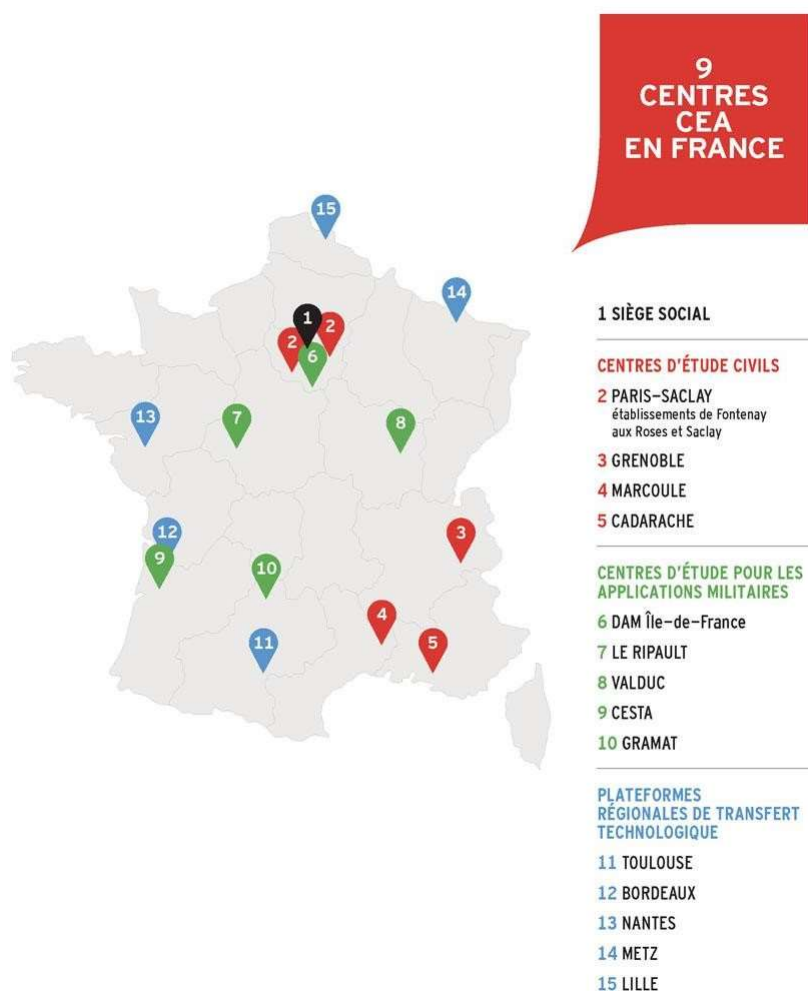 9
CENTRES
CEA
EN FRANCE
15
14
1
2
2
6
13
7
8
12
9
10
3
4
11
5
1 SIÈGE SOCIAL
CENTRES D'ÉTUDE CIVILS
2 PARIS–SACLAY
établissements de Fontenay
aux Roses et Saclay
3 GRENOBLE
4 MARCOULE
5 CADARACHE
CENTRES D'ÉTUDE POUR LES
APPLICATIONS MILITAIRES
6 DAM Île–de–France
7 LE RIPAULT
8 VALDUC
9 CESTA
10 GRAMAT
PLATEFORMES
RÉGIONALES DE TRANSFERT
TECHNOLOGIQUE
11 TOULOUSE
12 BORDEAUX
13 NANTES
14 METZ
15 LILLE